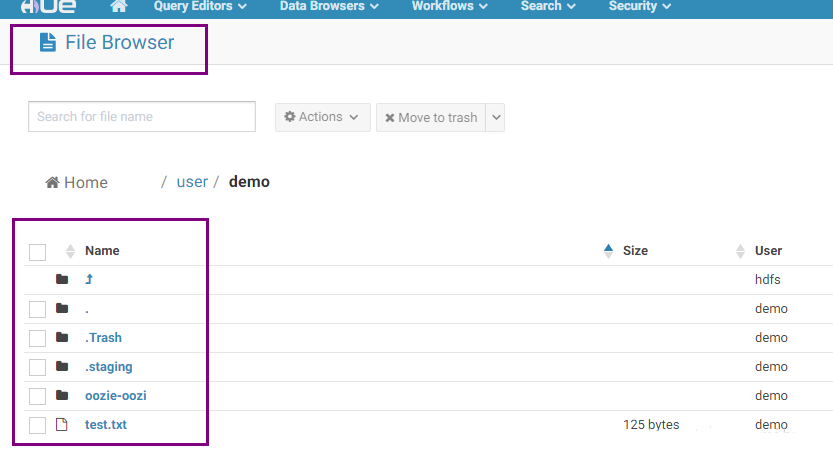 HUE Query Editors Data Browsers Workflows Search Security
File Browser
Search for file name Actions Move to trash
Home / user / demo
Name Size User
hdfs
. demo
.Trash demo
.staging demo
oozie-oozi demo
test.txt 125 bytes demo